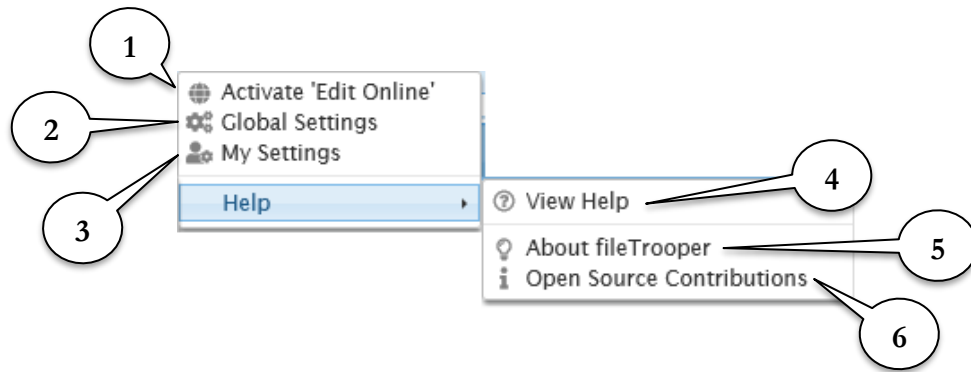 1
Activate 'Edit Online'
2
Global Settings
My Settings
3
Help
View Help
4
About fileTrooper
5
Open Source Contributions
6